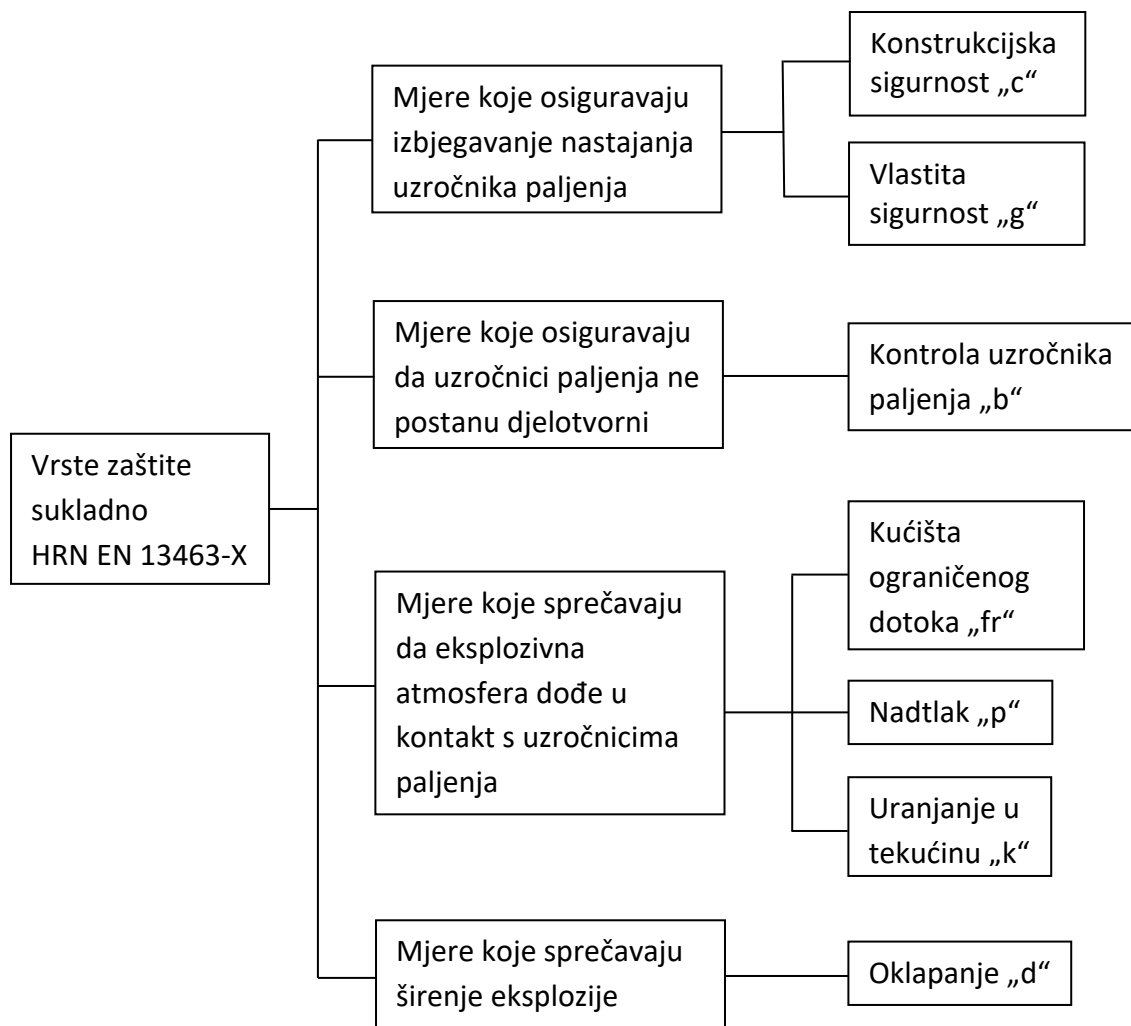 Vrste zaštite
sukladno
HRN EN 13463-X
Mjere koje osiguravaju
izbjegavanje nastajanja
uzročnika paljenja
Konstrukcijska
sigurnost „c“
Vlastita
sigurnost „g“
Mjere koje osiguravaju
da uzročnici paljenja ne
postanu djelotvorni
Kontrola uzročnika
paljenja „b“
Mjere koje sprečavaju
da eksplozivna
atmosfera dođe u
kontakt s uzročnicima
paljenja
Kućišta
ograničenog
dotoka „fr“
Nadtlak „p“
Uranjanje u
tekućinu „k“
Mjere koje sprečavaju
širenje eksplozije
Oklapanje „d“